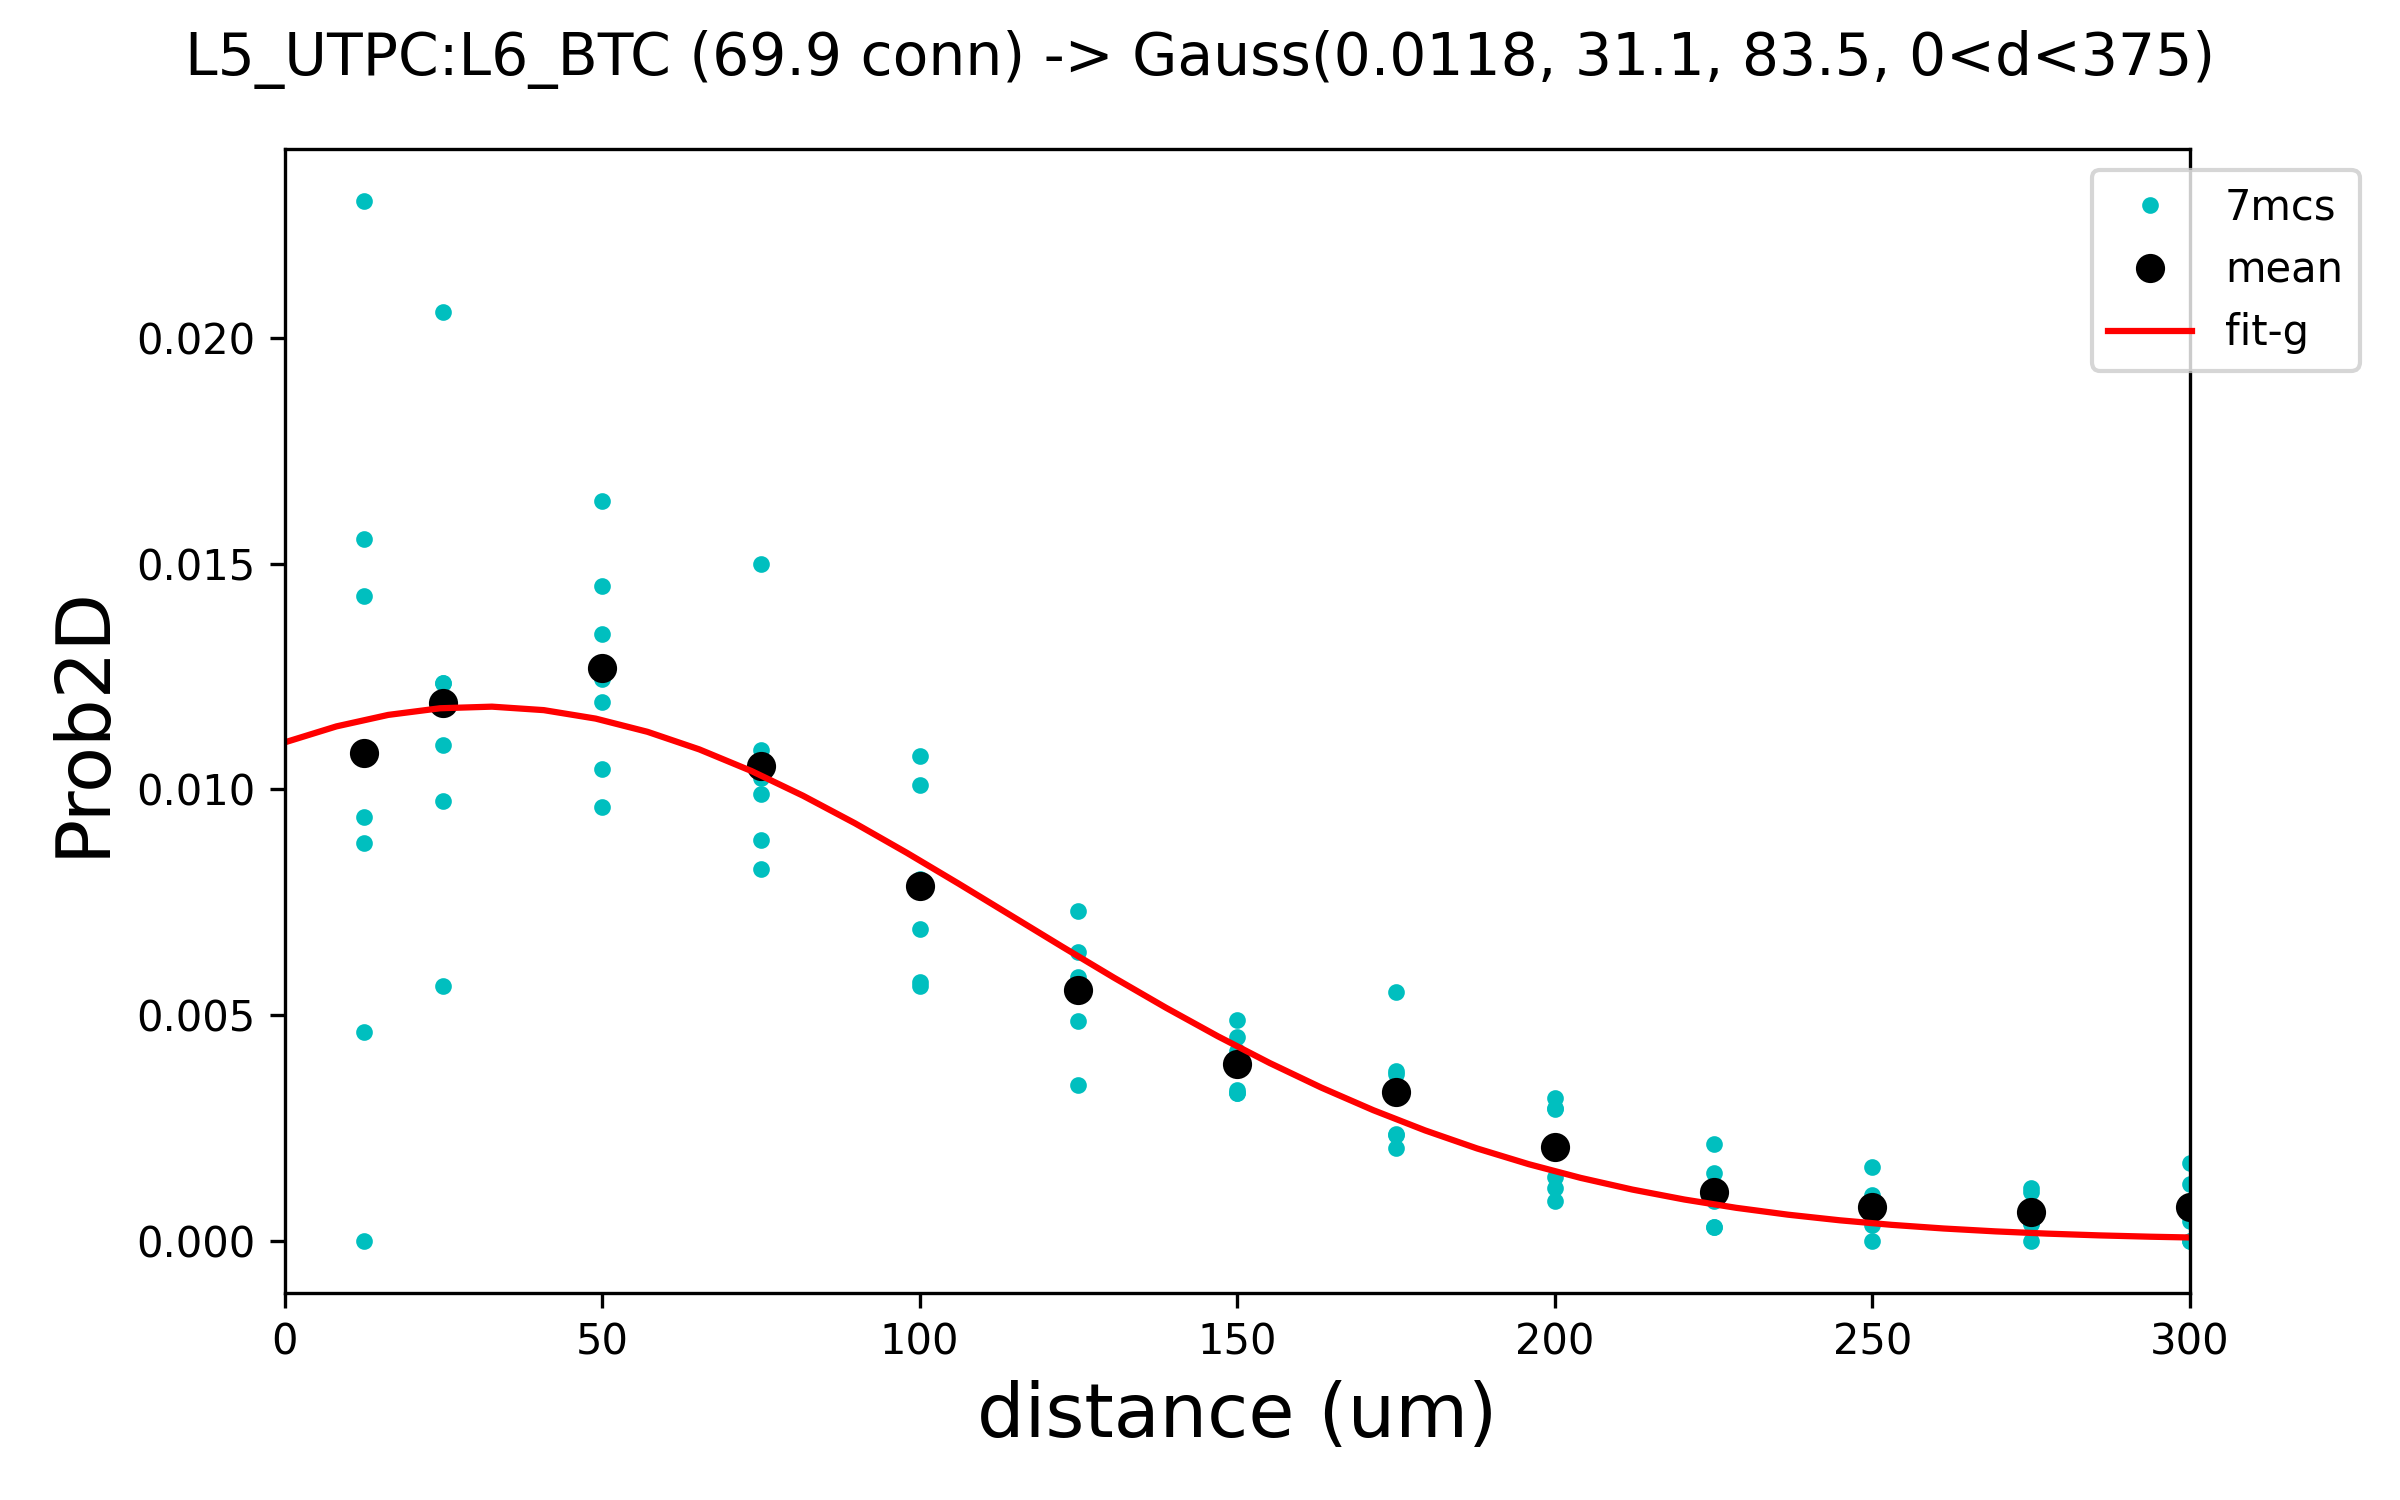 L5_UTPC:L6_BTC (69.9 conn) -> Gauss(0.0118, 31.1, 83.5, 0<d<375)
7mcs
mean
fit-g
Prob2D
0.020
0.015
0.010
0.005
0.000
0 50 100 150 200 250 300
distance (um)